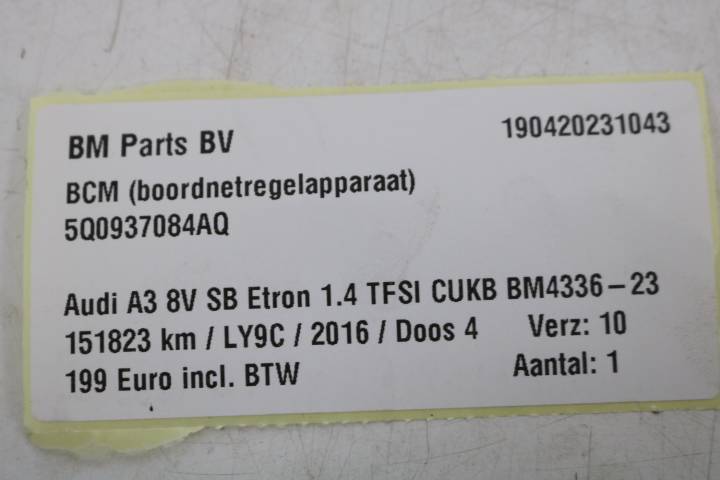 BM Parts BV 190420231043
BCM (boordnetregelapparaat)
5Q0937084AQ
Audi A3 8V SB Etron 1.4 TFSI CUKB BM4336-23
151823 km / LY9C / 2016 / Doos 4 Verz: 10
199 Euro incl. BTW Aantal: 1